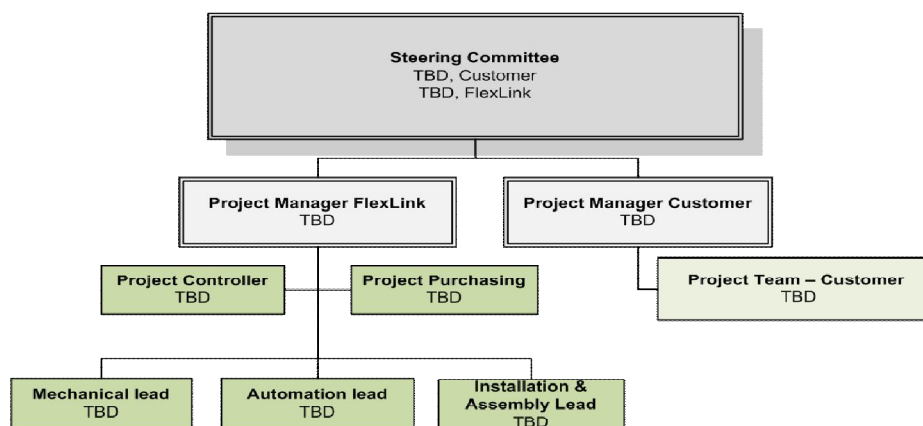 Steering Committee
TBD, Customer
TBD, FlexLink
Project Manager FlexLink
TBD
Project Manager Customer
TBD
Project Controller
TBD
Project Purchasing
TBD
Project Team – Customer
TBD
Mechanical lead
TBD
Automation lead
TBD
Installation &
Assembly Lead
TBD